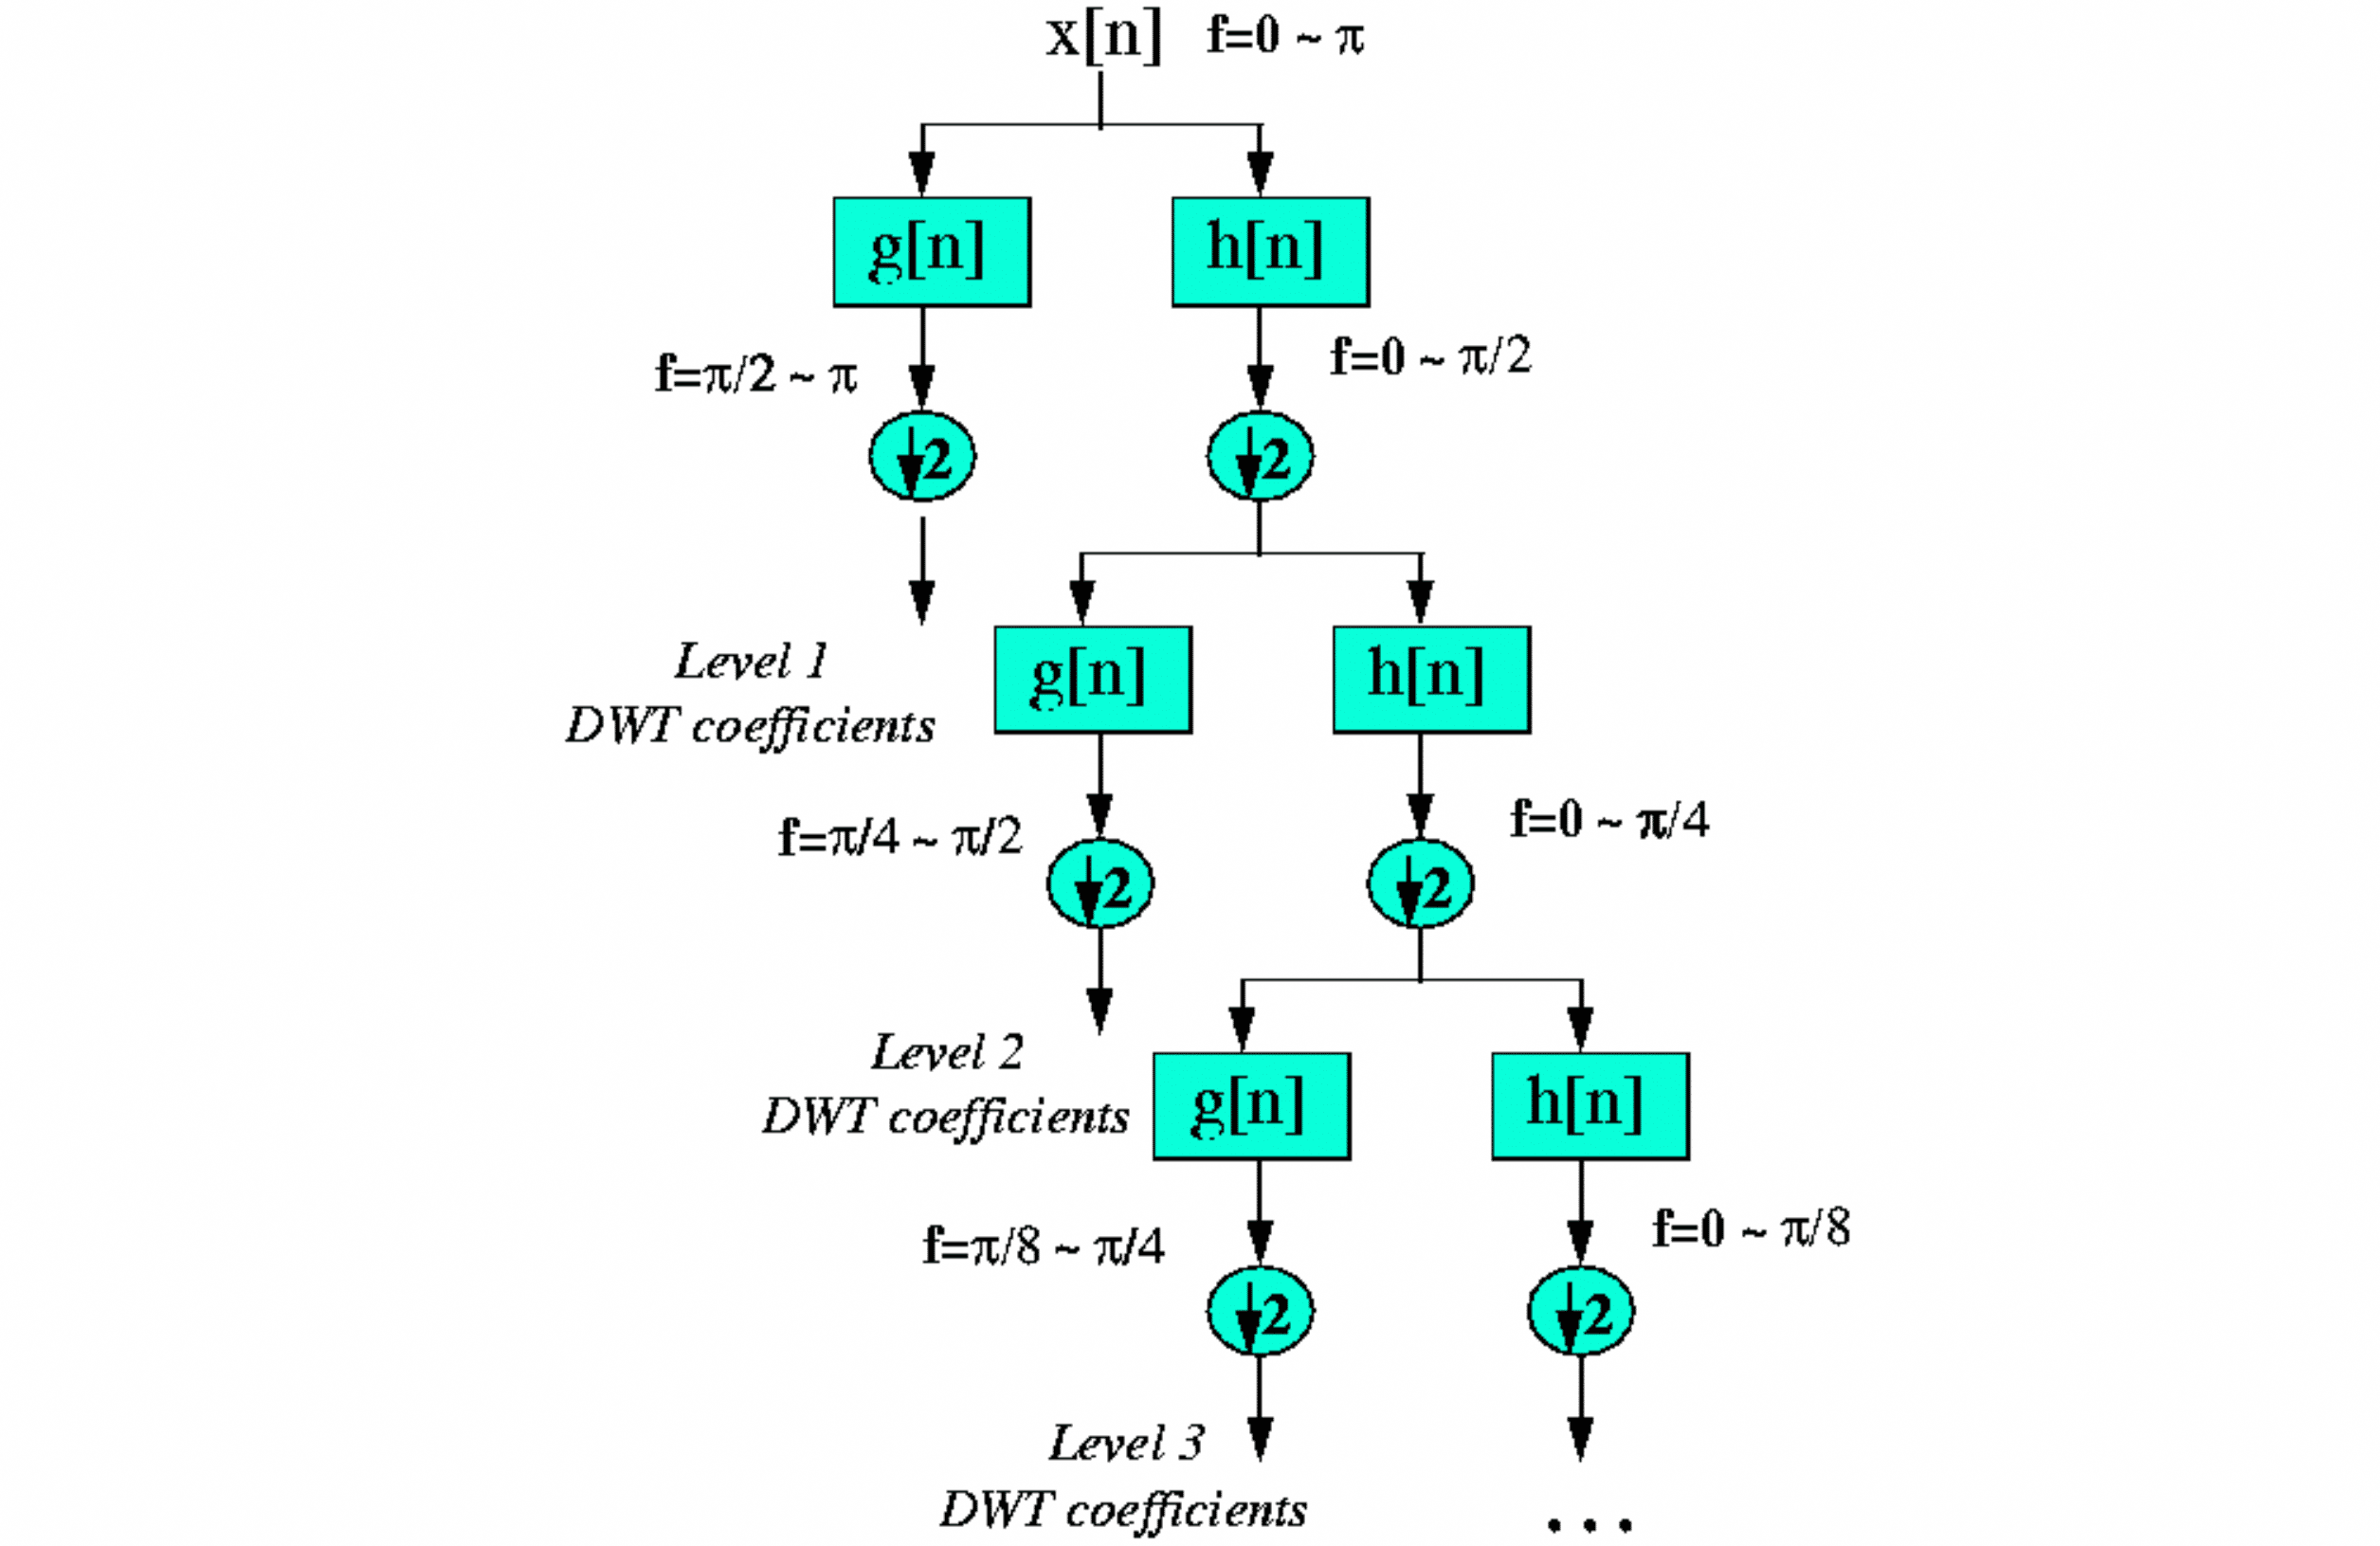 x[n] f=0 ~ π
g[n] h[n]
f=π/2 ~ π f=0 ~ π/2
2 2
Level 1
DWT coefficients
g[n] h[n]
f=π/4 ~ π/2 f=0 ~ π/4
2 2
Level 2
DWT coefficients
g[n] h[n]
f=π/8 ~ π/4 f=0 ~ π/8
2 2
Level 3
DWT coefficients ...